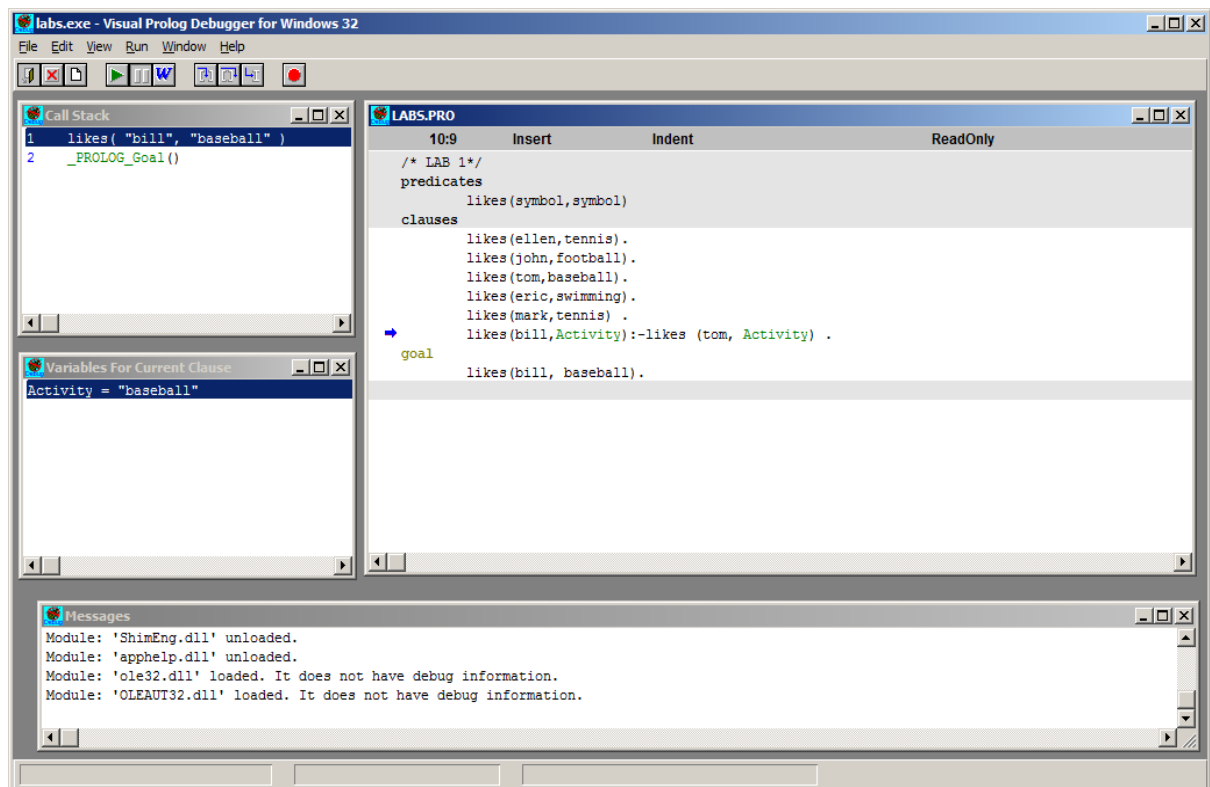 labs.exe - Visual Prolog Debugger for Windows 32
File Edit View Run Window Help
W
Call Stack
1 likes( "bill", "baseball" )
2 _PROLOG_Goal()
Variables For Current Clause
Activity = "baseball"
LABS.PRO
10:9 Insert Indent ReadOnly
/* LAB 1*/
predicates
likes(symbol,symbol)
clauses
likes(ellen,tennis).
likes(john,football).
likes(tom,baseball).
likes(eric,swimming).
likes(mark,tennis) .
likes(bill,Activity):-likes (tom, Activity) .
goal
likes(bill, baseball).
Messages
Module: 'ShimEng.dll' unloaded.
Module: 'apphelp.dll' unloaded.
Module: 'ole32.dll' loaded. It does not have debug information.
Module: 'OLEAUT32.dll' loaded. It does not have debug information.